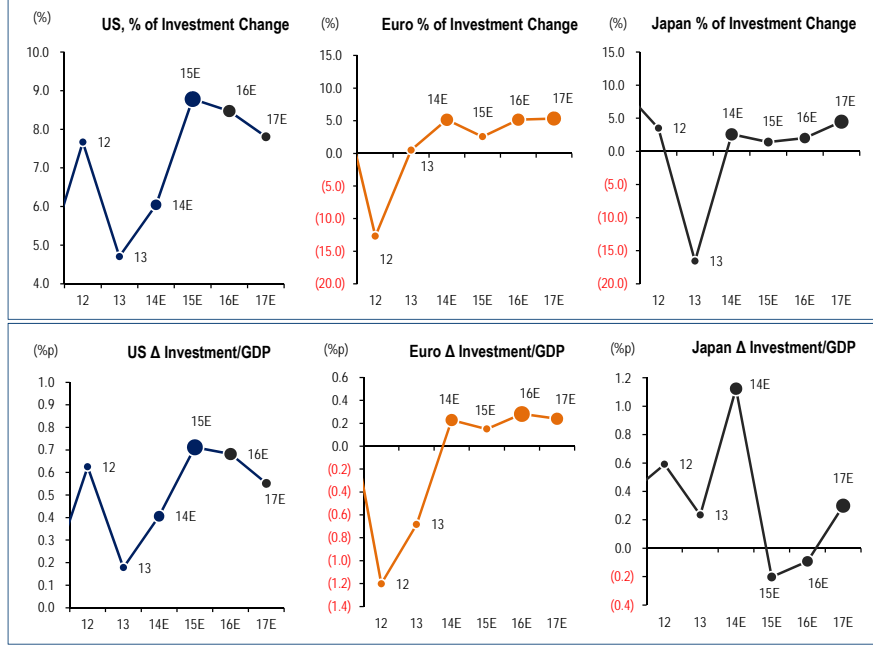 (%)
US, % of Investment Change
10.0
9.0
8.0
7.0
6.0
5.0
4.0
12
13
14E
15E
16E
17E
12
13
14E
15E
16E
17E
(%)
Euro % of Investment Change
15.0
10.0
5.0
0.0
(5.0)
(10.0)
(15.0)
(20.0)
12
13
14E
15E
16E
17E
12
13
14E
15E
16E
17E
(%)
Japan % of Investment Change
15.0
10.0
5.0
0.0
(5.0)
(10.0)
(15.0)
(20.0)
12
13
14E
15E
16E
17E
12
13
14E
15E
16E
17E
(%p)
US Δ Investment/GDP
1.0
0.9
0.8
0.7
0.6
0.5
0.4
0.3
0.2
0.1
0.0
12
13
14E
15E
16E
17E
12
13
14E
15E
16E
17E
(%p)
Euro Δ Investment/GDP
0.6
0.4
0.2
0.0
(0.2)
(0.4)
(0.6)
(0.8)
(1.0)
(1.2)
(1.4)
12
13
14E
15E
16E
17E
12
13
14E
15E
16E
17E
(%p)
Japan Δ Investment/GDP
1.2
1.0
0.8
0.6
0.4
0.2
0.0
(0.2)
(0.4)
12
13
14E
15E
16E
17E
12
13
14E
15E
16E
17E